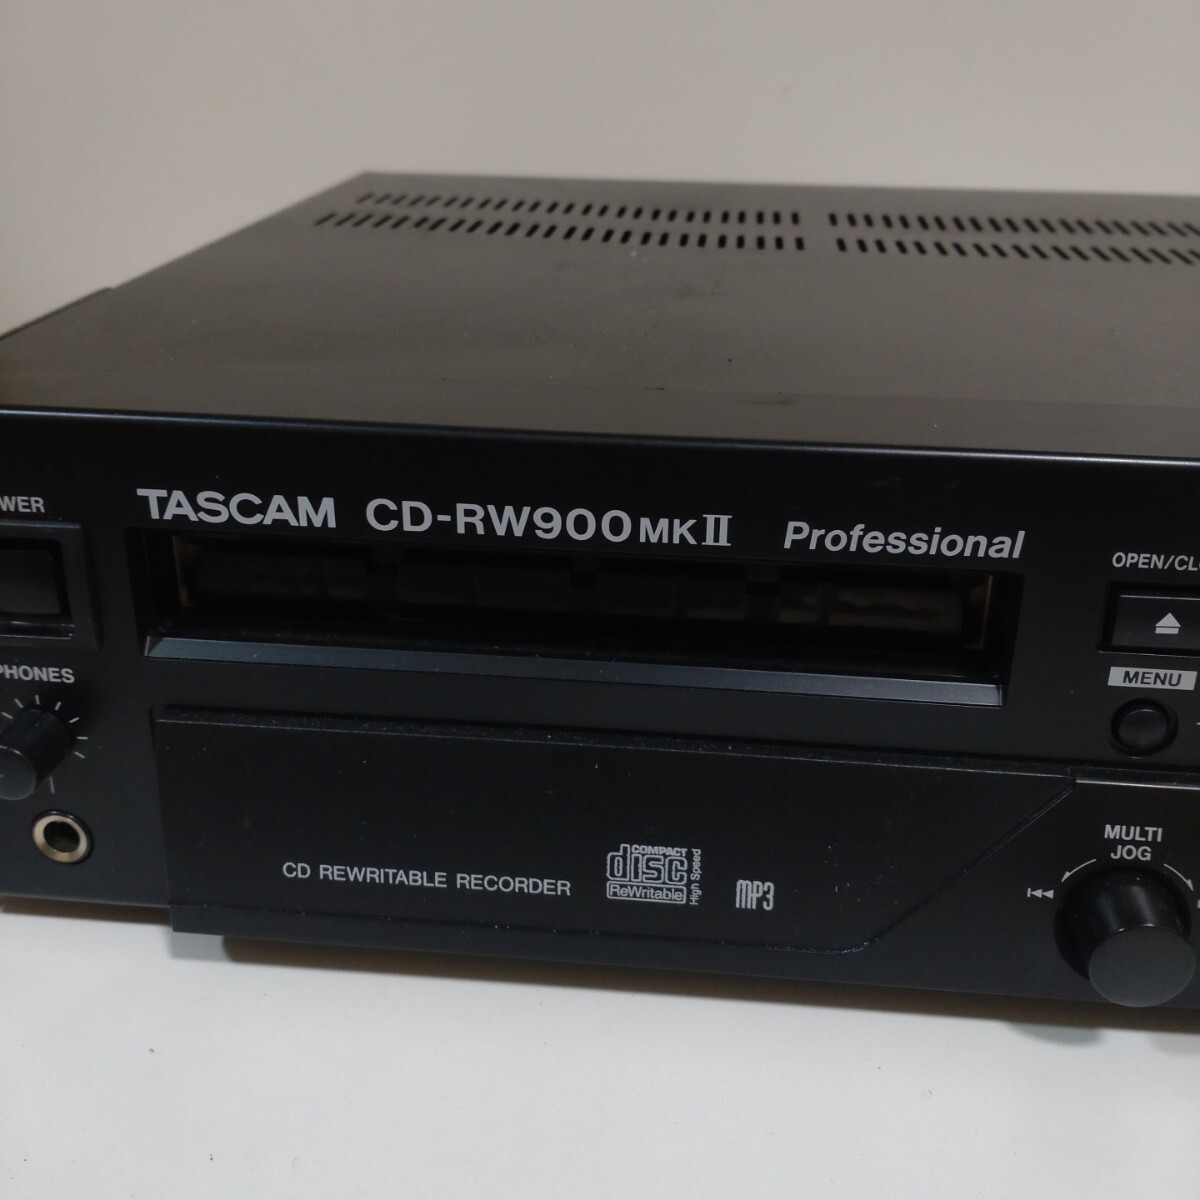 TASCAM CD-RW900MKII Professional
WER
OPEN/CLO
PHONES
MENU
MULTI
JOG
CD REWRITABLE RECORDER
COMPACT
disc
ReWritable
High Speed
MP3